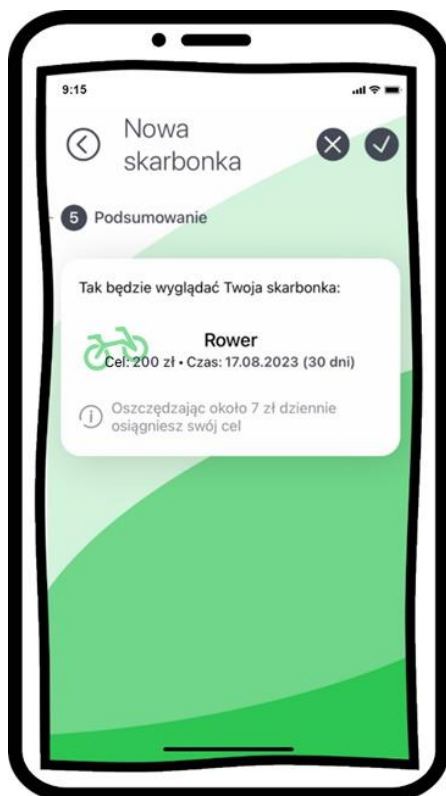 9:15
Nowa
skarbonka
5 Podsumowanie
Tak będzie wyglądać Twoja skarbonka:
Rower
Cel: 200 zł • Czas: 17.08.2023 (30 dni)
Oszczędzając około 7 zł dziennie
osiągniesz swój cel